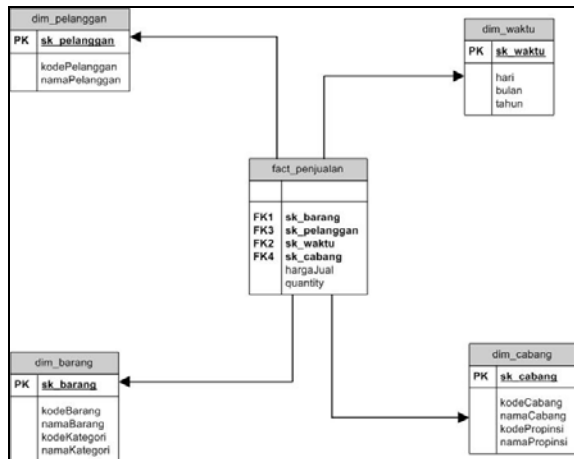 dim_pelanggan
PK sk_pelanggan
kodePelanggan
namaPelanggan
dim_waktu
PK sk_waktu
hari
bulan
tahun
fact_penjualan
FK1 sk_barang
FK3 sk_pelanggan
FK2 sk_waktu
FK4 sk_cabang
hargaJual
quantity
dim_barang
PK sk_barang
kodeBarang
namaBarang
kodeKategori
namaKategori
dim_cabang
PK sk_cabang
kodeCabang
namaCabang
kodePropinsi
namaPropinsi